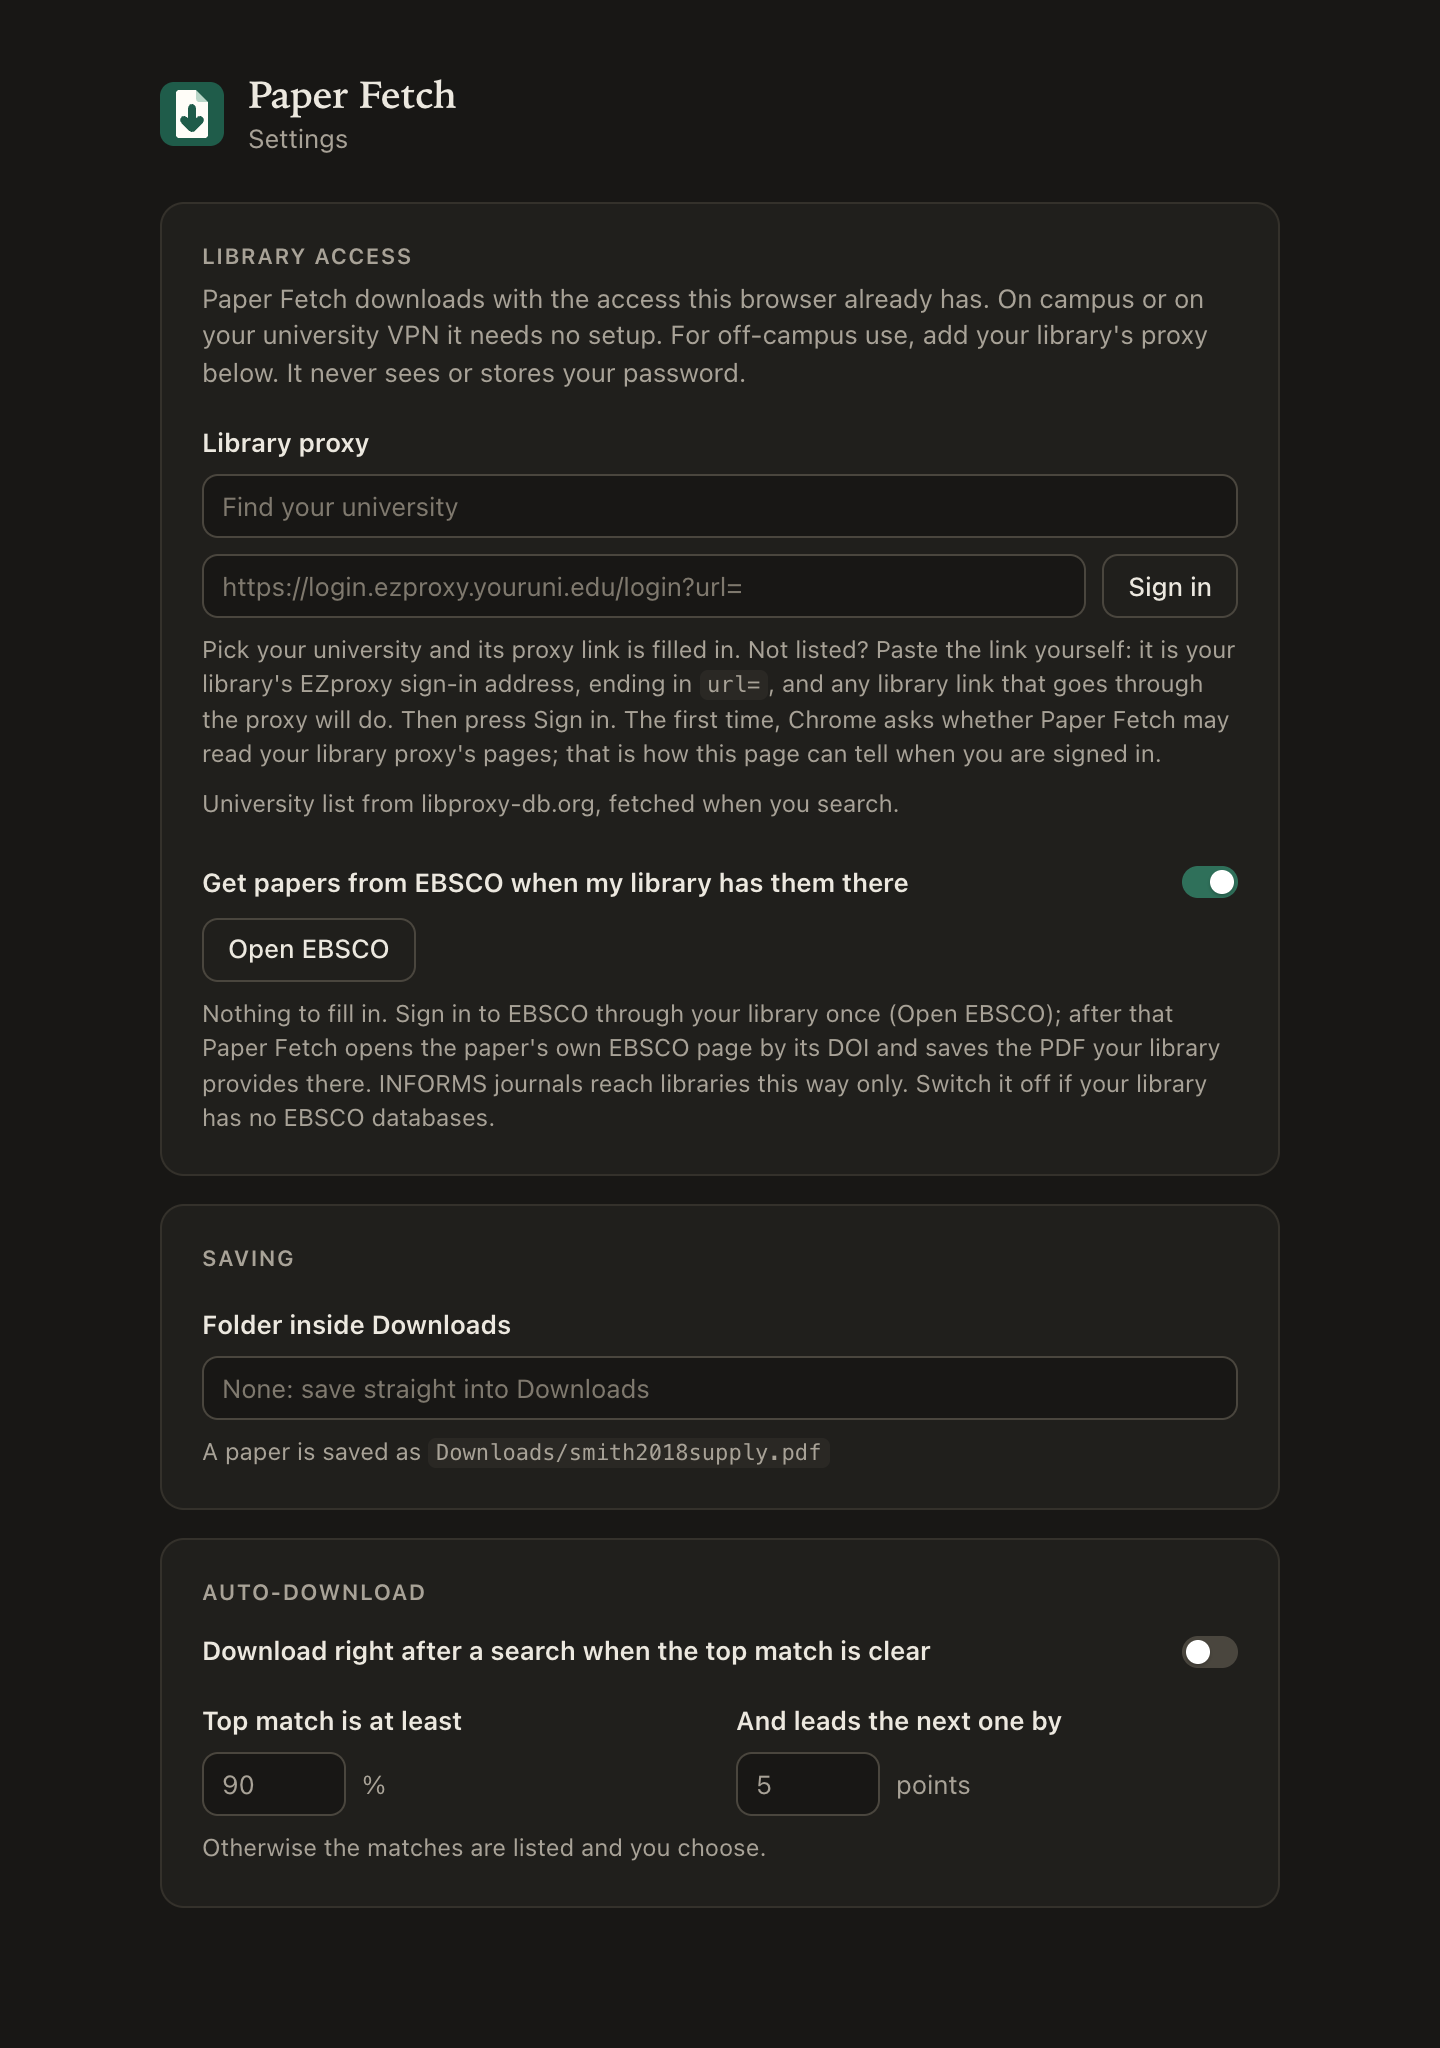 Paper Fetch
Settings
LIBRARY ACCESS
Paper Fetch downloads with the access this browser already has. On campus or on
your university VPN it needs no setup. For off-campus use, add your library's proxy
below. It never sees or stores your password.
Library proxy
Find your university
https://login.ezproxy.youruni.edu/login?url=
Sign in
Pick your university and its proxy link is filled in. Not listed? Paste the link yourself: it is your
library's EZproxy sign-in address, ending in url=, and any library link that goes through
the proxy will do. Then press Sign in. The first time, Chrome asks whether Paper Fetch may
read your library proxy's pages; that is how this page can tell when you are signed in.
University list from libproxy-db.org, fetched when you search.
Get papers from EBSCO when my library has them there
Open EBSCO
Nothing to fill in. Sign in to EBSCO through your library once (Open EBSCO); after that
Paper Fetch opens the paper's own EBSCO page by its DOI and saves the PDF your library
provides there. INFORMS journals reach libraries this way only. Switch it off if your library
has no EBSCO databases.
SAVING
Folder inside Downloads
None: save straight into Downloads
A paper is saved as Downloads/smith2018supply.pdf
AUTO-DOWNLOAD
Download right after a search when the top match is clear
Top match is at least
90 %
And leads the next one by
5 points
Otherwise the matches are listed and you choose.